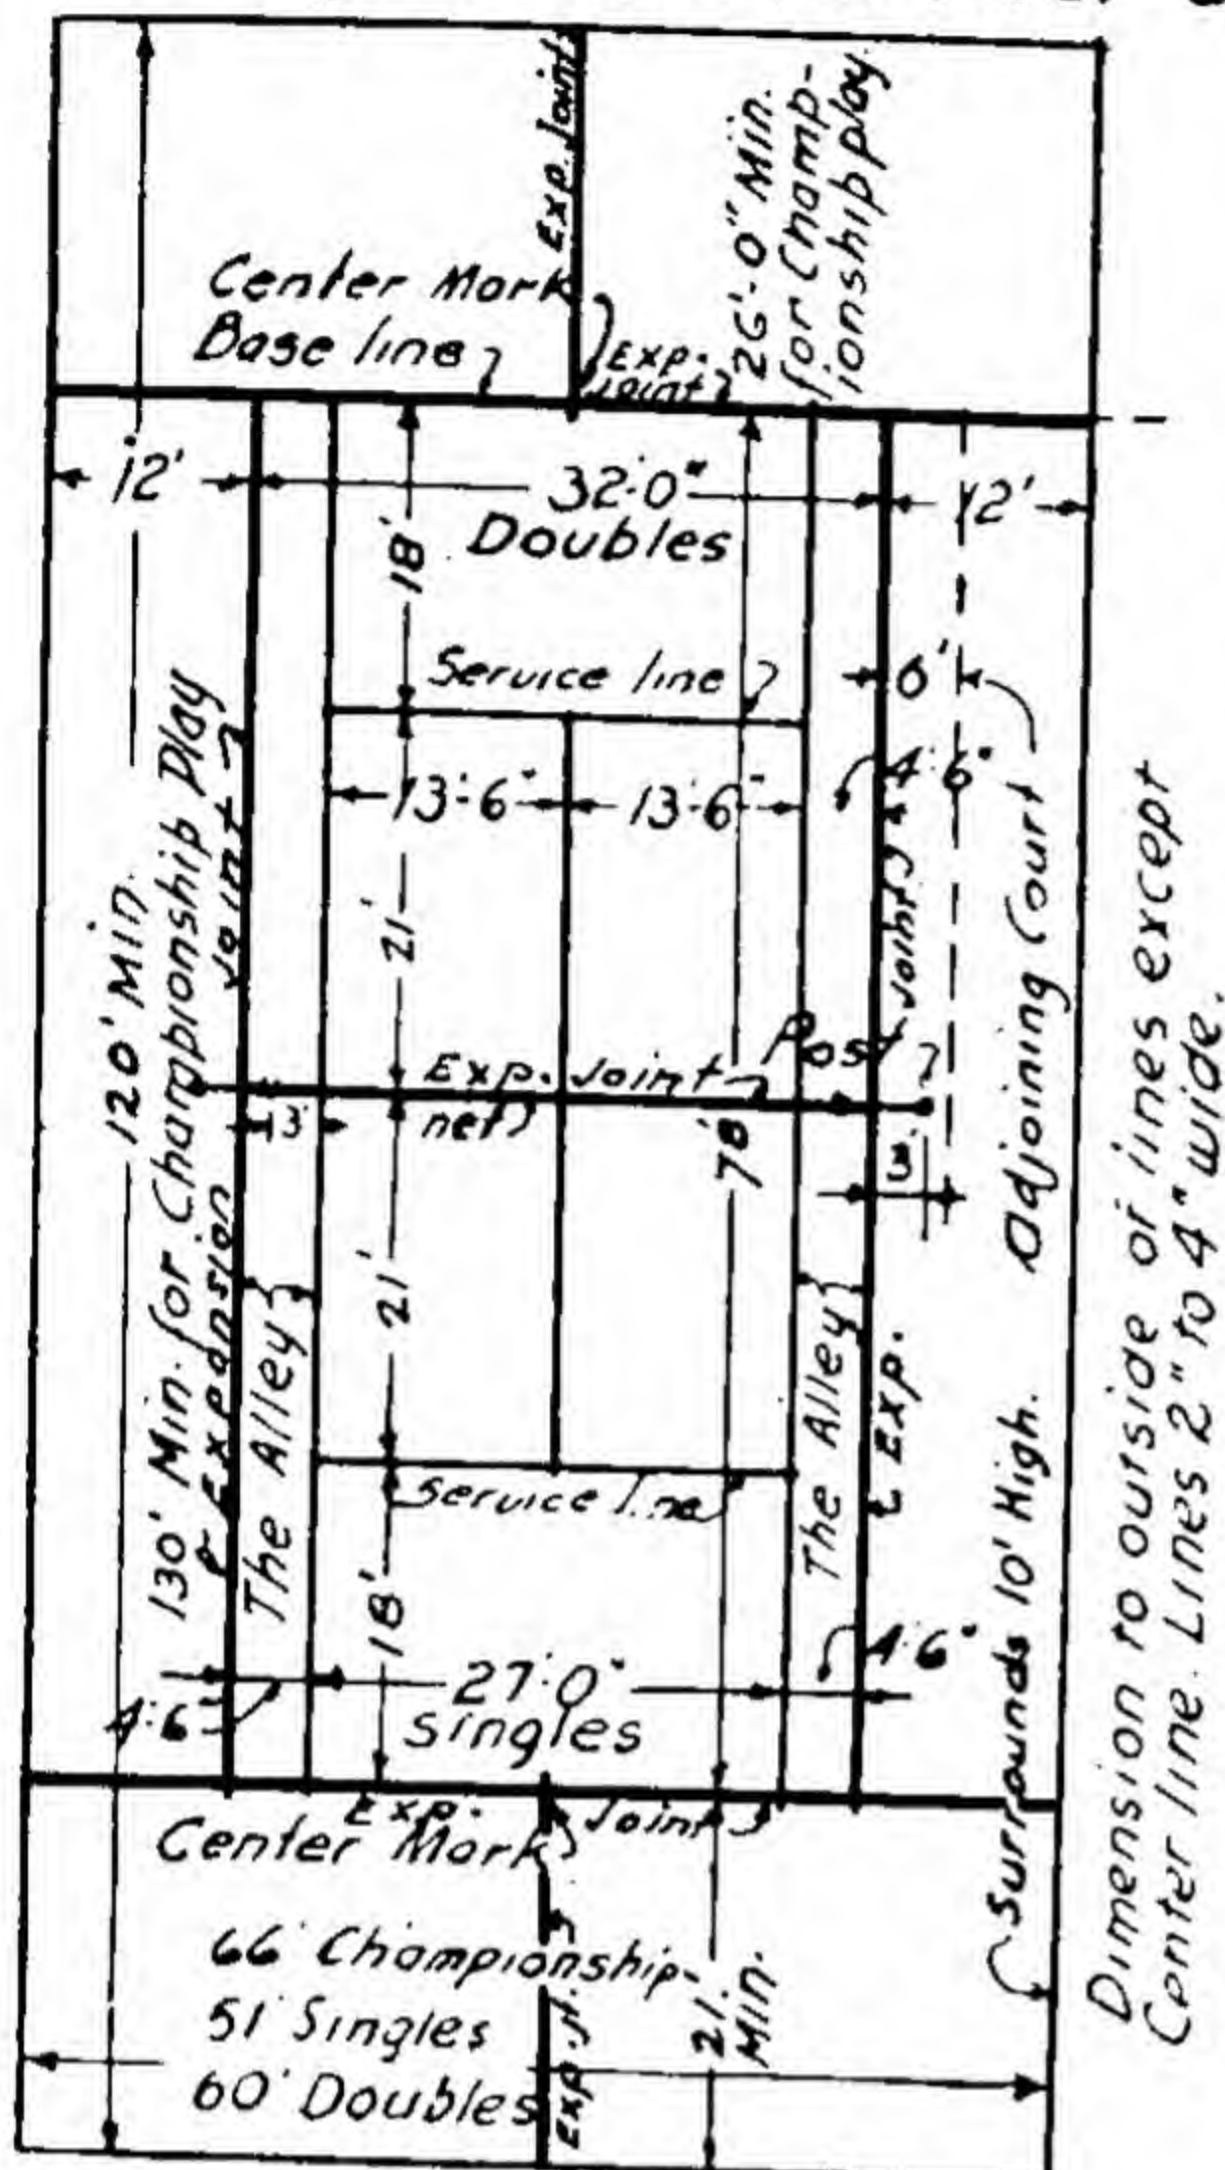 Exp. Joint
26'-0" Min.
for Champ-
ionship play.
Center Mark
Base line
Exp.
Joint
12'
32'-0"
12'
Doubles
18'
Service line
6'
13'-6"
13'-6"
4'-6"
21'
120' Min.
130' Min. for Championship Play
Expansion Joint
Exp. Joint
Post
net
3'
3'
78'
Adjoining Court
21'
The Alley
The Alley
Exp. Joint
Service line
18'
27'-0"
Singles
4'-6"
4'-6"
Surrounds 10' High.
Exp. Joint
Center Mark
66' Championship-
51' Singles
60' Doubles
Exp. Jt.
21'
Min.
Dimension to outside of lines except
Center line. Lines 2" to 4" wide.